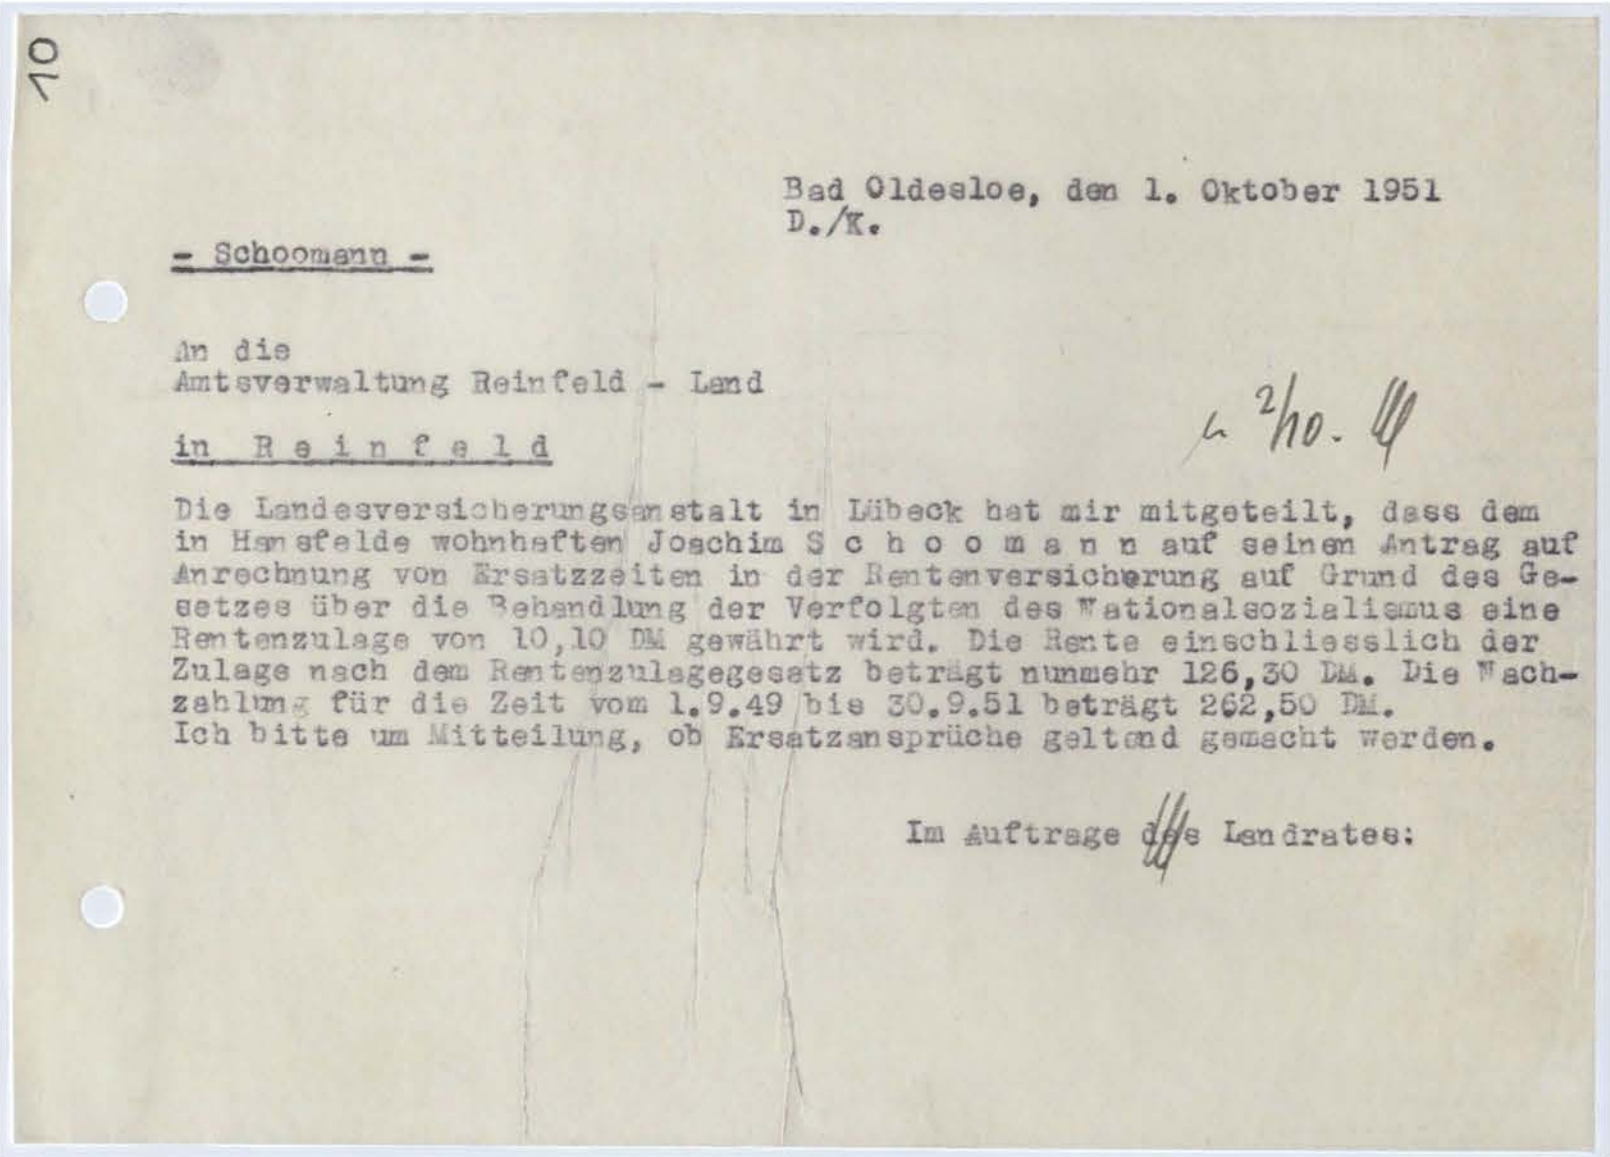 10
Bad Oldesloe, den 1. Oktober 1951
D./K.
- Schoomann -
An die
Amtsverwaltung Reinfeld - Land
2/10.
in R e i n f e l d
Die Landesversicherungsanstalt in Lübeck hat mir mitgeteilt, dass dem
in Hansfelde wohnhaften Joachim S c h o o m a n n auf seinen Antrag auf
Anrechnung von Ersatzzeiten in der Rentenversicherung auf Grund des Ge-
setzes über die Behandlung der Verfolgten des Nationalsozialismus eine
Rentenzulage von 10,10 DM gewährt wird. Die Rente einschliesslich der
Zulage nach dem Rentenzulagegesetz beträgt nunmehr 126,30 DM. Die Nach-
zahlung für die Zeit vom 1.9.49 bis 30.9.51 beträgt 262,50 DM.
Ich bitte um Mitteilung, ob Ersatzansprüche geltend gemacht werden.
Im Auftrage des Landrates: